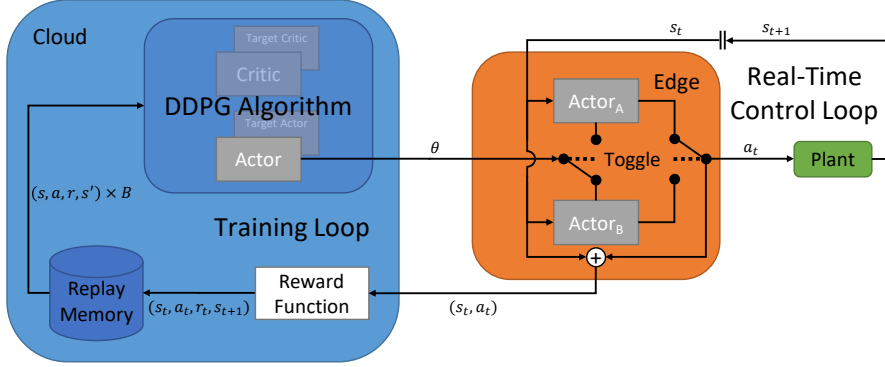 Cloud
Target Critic
Critic
DDPG Algorithm
Target Actor
Actor
(s, a, r, s′) × B
Training Loop
Replay
Memory
(s_t, a_t, r_t, s_{t+1})
Reward
Function
(s_t, a_t)
θ
s_t
s_{t+1}
Edge
Real-Time
Control Loop
Actor_A
Toggle
a_t
Plant
Actor_B
+